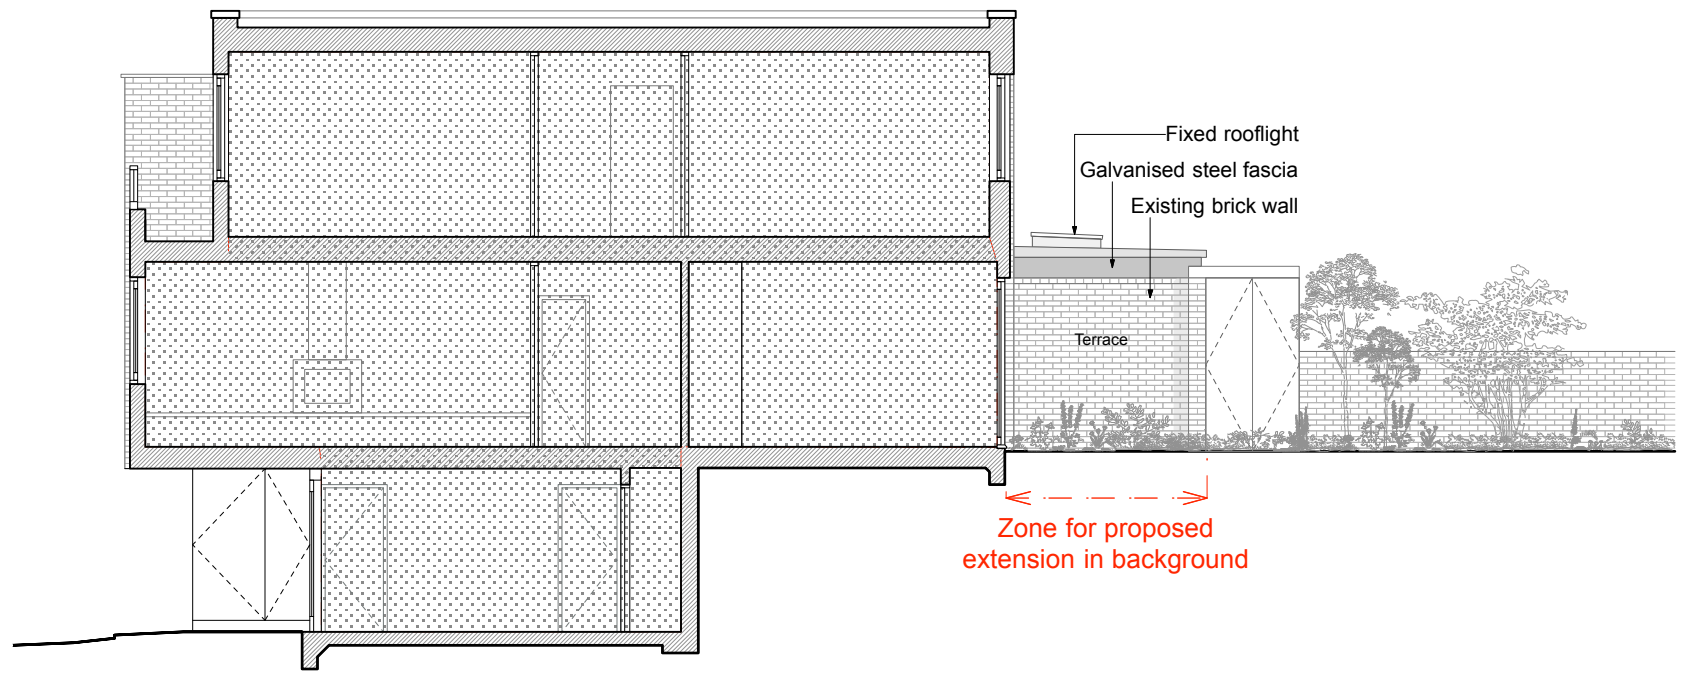 Fixed rooflight
Galvanised steel fascia
Existing brick wall
Terrace
Zone for proposed
extension in background